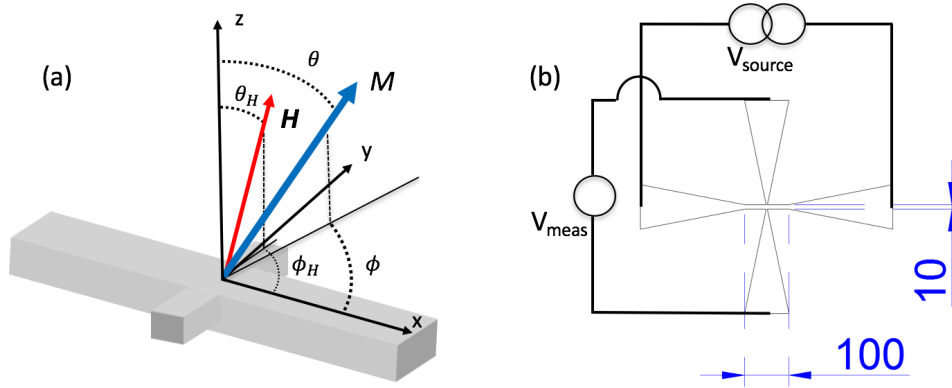 (a)
z
θ
M
θ_H
H
y
ϕ_H
ϕ
x
(b)
V_source
V_meas
10
100